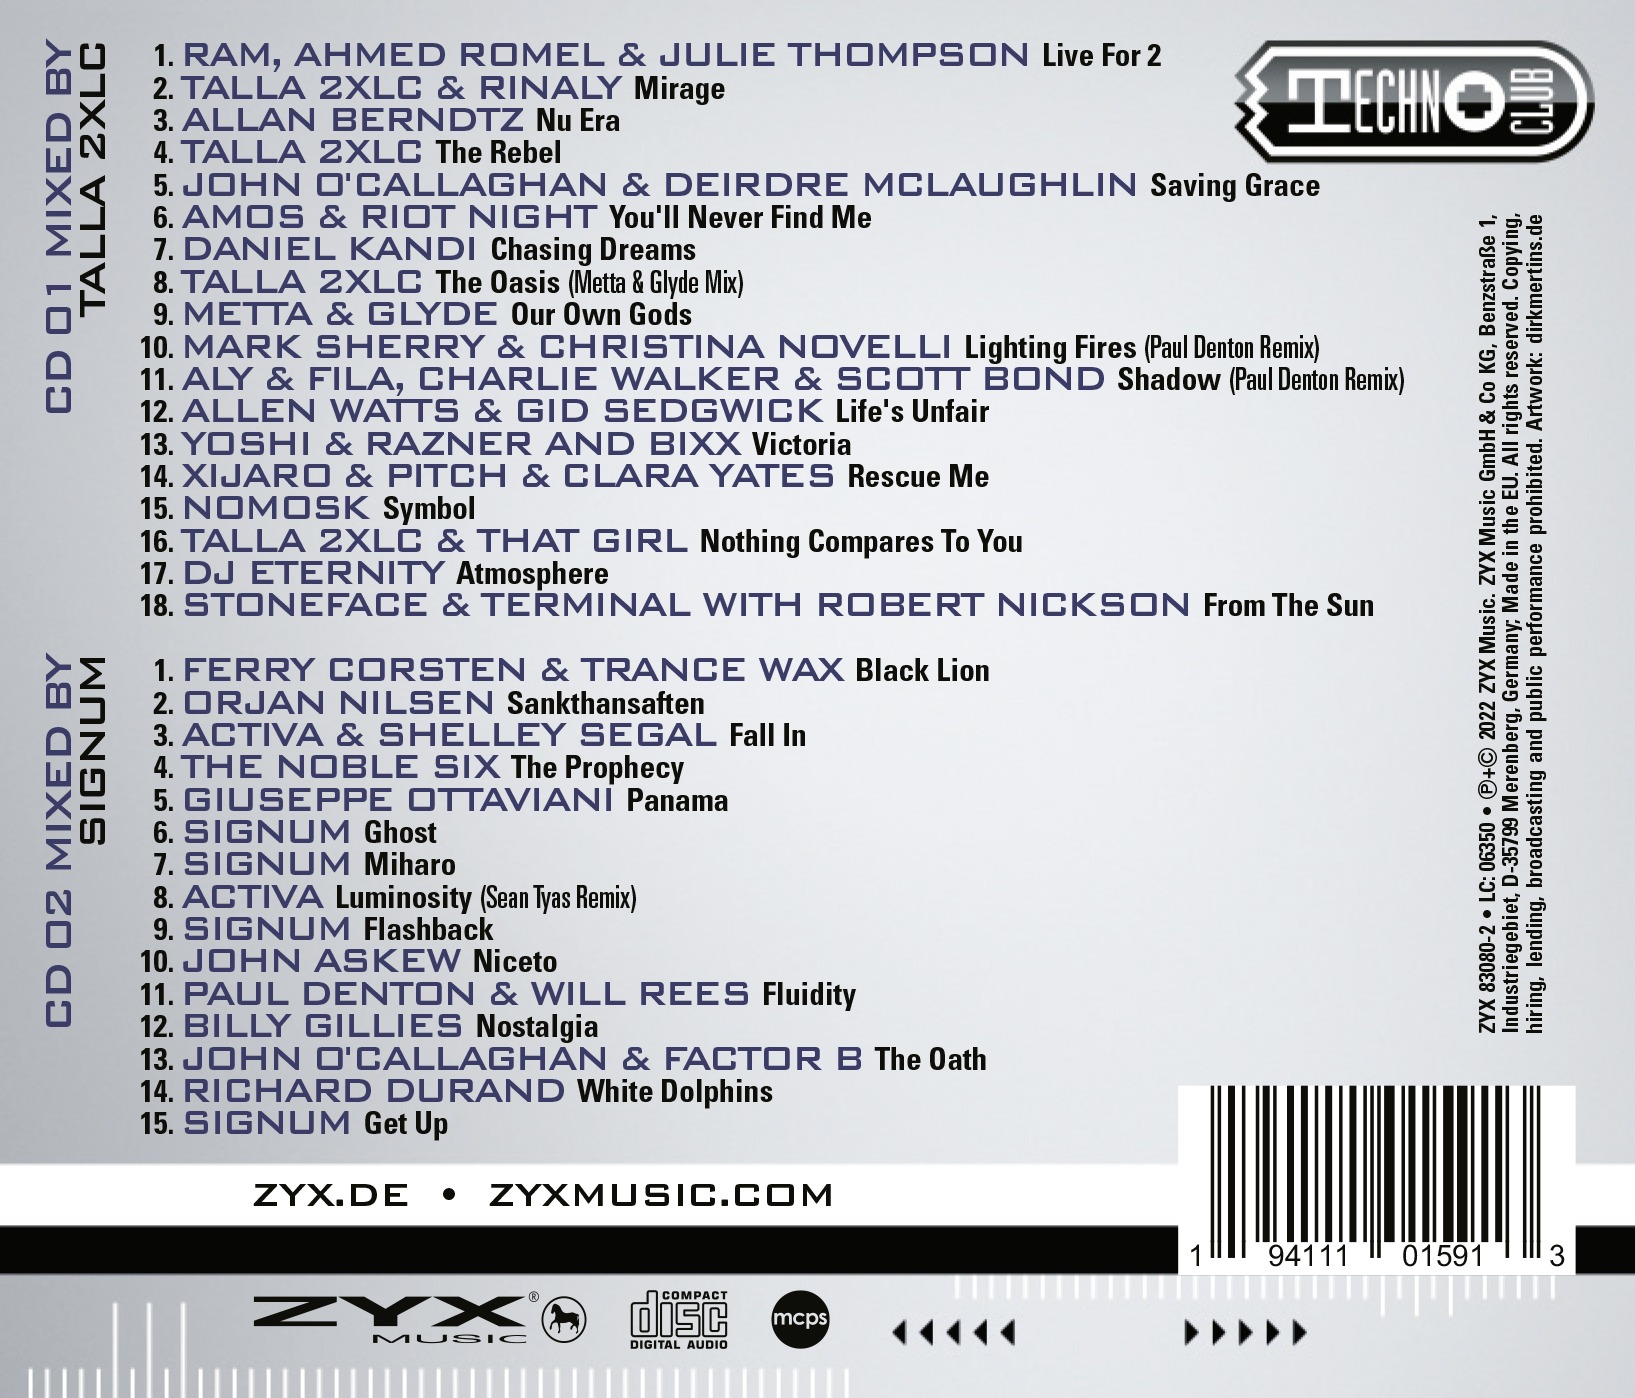 CD 01 MIXED BY
TALLA 2XLC
1. RAM, AHMED ROMEL & JULIE THOMPSON Live For 2
2. TALLA 2XLC & RINALY Mirage
3. ALLAN BERNDTZ Nu Era
4. TALLA 2XLC The Rebel
5. JOHN O'CALLAGHAN & DEIRDRE MCLAUGHLIN Saving Grace
6. AMOS & RIOT NIGHT You'll Never Find Me
7. DANIEL KANDI Chasing Dreams
8. TALLA 2XLC The Oasis (Metta & Glyde Mix)
9. METTA & GLYDE Our Own Gods
10. MARK SHERRY & CHRISTINA NOVELLI Lighting Fires (Paul Denton Remix)
11. ALY & FILA, CHARLIE WALKER & SCOTT BOND Shadow (Paul Denton Remix)
12. ALLEN WATTS & GID SEDGWICK Life's Unfair
13. YOSHI & RAZNER AND BIXX Victoria
14. XIJARO & PITCH & CLARA YATES Rescue Me
15. NOMOSK Symbol
16. TALLA 2XLC & THAT GIRL Nothing Compares To You
17. DJ ETERNITY Atmosphere
18. STONEFACE & TERMINAL WITH ROBERT NICKSON From The Sun
CD 02 MIXED BY
SIGNUM
1. FERRY CORSTEN & TRANCE WAX Black Lion
2. ORJAN NILSEN Sankthansaften
3. ACTIVA & SHELLEY SEGAL Fall In
4. THE NOBLE SIX The Prophecy
5. GIUSEPPE OTTAVIANI Panama
6. SIGNUM Ghost
7. SIGNUM Miharo
8. ACTIVA Luminosity (Sean Tyas Remix)
9. SIGNUM Flashback
10. JOHN ASKEW Niceto
11. PAUL DENTON & WILL REES Fluidity
12. BILLY GILLIES Nostalgia
13. JOHN O'CALLAGHAN & FACTOR B The Oath
14. RICHARD DURAND White Dolphins
15. SIGNUM Get Up
TECHNO CLUB
ZYX 83080-2 • LC: 06350 • ℗+© 2022 ZYX Music. ZYX Music GmbH & Co KG, Benzstraße 1,
Industriegebiet, D-35799 Merenberg, Germany; Made in the EU. All rights reserved. Copying,
hiring, lending, broadcasting and public performance prohibited. Artwork: dirkmertins.de
ZYX.DE • ZYXMUSIC.COM
1 94111 01591 3
ZYX®
MUSIC
COMPACT
disc
DIGITAL AUDIO
mcps